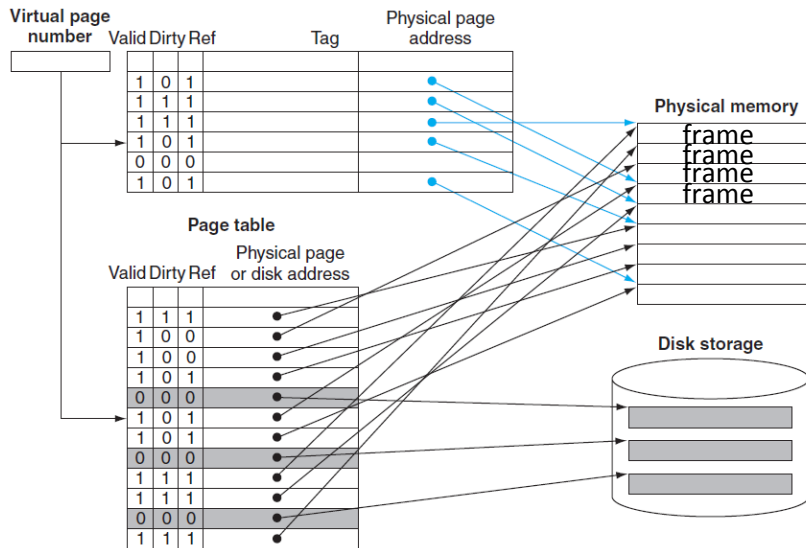 Virtual page
number
Valid Dirty Ref
Tag
Physical page
address
1 0 1
1 1 1
1 1 1
1 0 1
0 0 0
1 0 1
Physical memory
frame
frame
frame
frame
Page table
Valid Dirty Ref
Physical page
or disk address
1 1 1
1 0 0
1 0 0
1 0 1
0 0 0
1 0 1
1 0 1
0 0 0
1 1 1
1 1 1
0 0 0
1 1 1
Disk storage